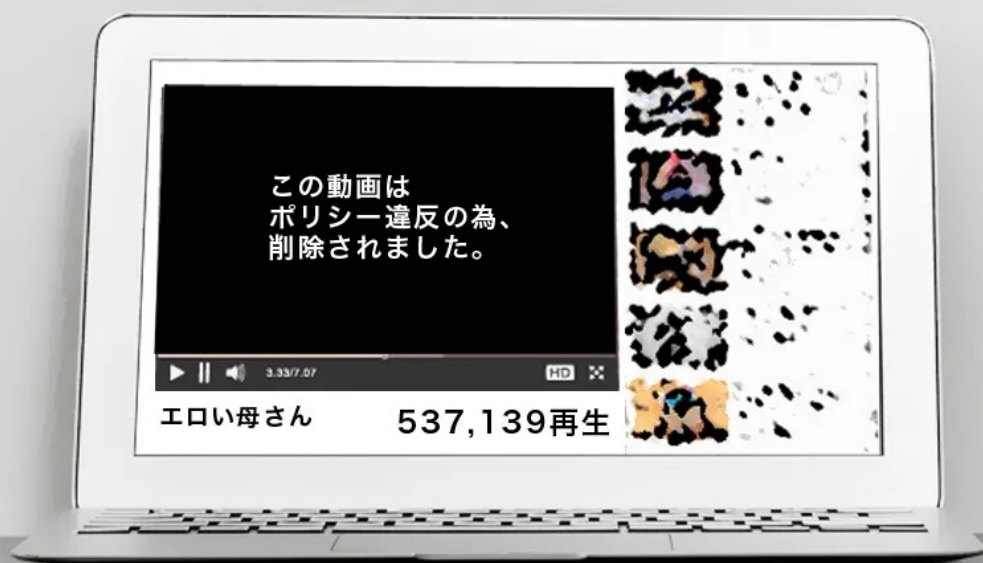 この動画は
ポリシー違反の為、
削除されました。
3.33/7.07
HD
エロい母さん
537,139再生